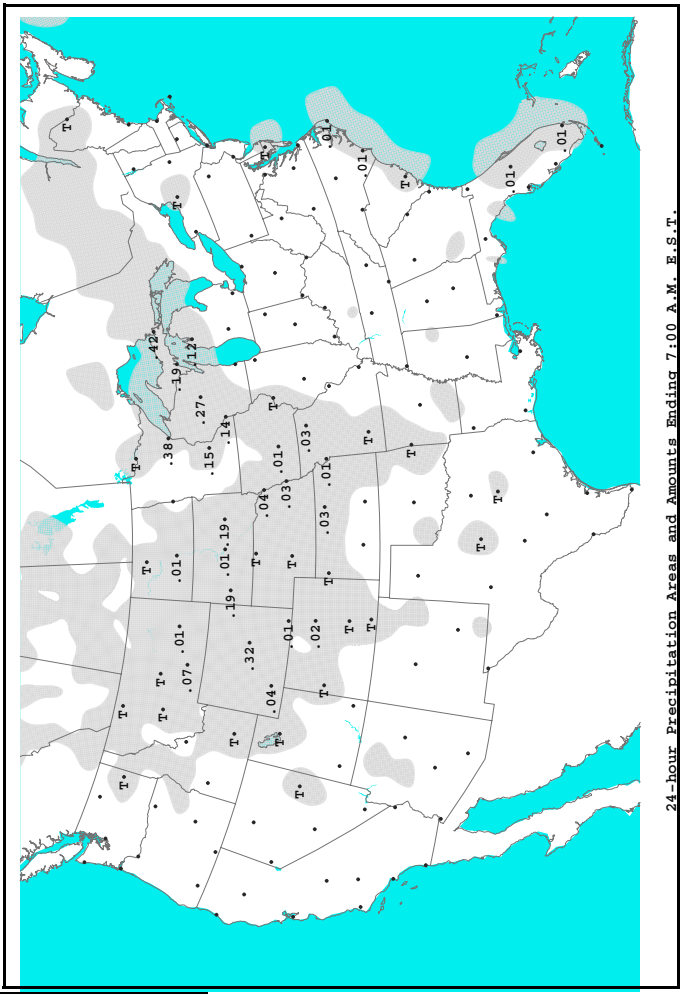 T
T
T
T
T
.42
T
T
.38
.19
.01
T
.01
.07
.12
.27
.15
.01
.19
.14
.19
T
.32
T
.04
T
.04
T
.01
T
.03
.01
T
T
.03
.02
T
.03
.01
.01
T
T
.01
T
T
T
T
T
T
.01
.01
24-hour Precipitation Areas and Amounts Ending 7:00 A.M. E.S.T.